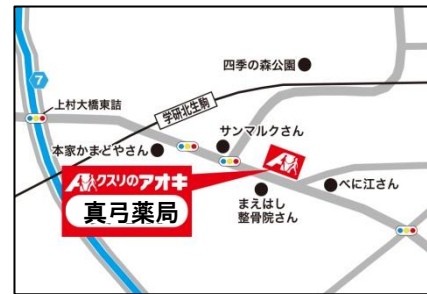 四季の森公園
7
上村大橋東詰
学研北生駒
サンマルクさん
本家かまどやさん
クスリのアオキ
真弓薬局
まえはし
整骨院さん
べに江さん